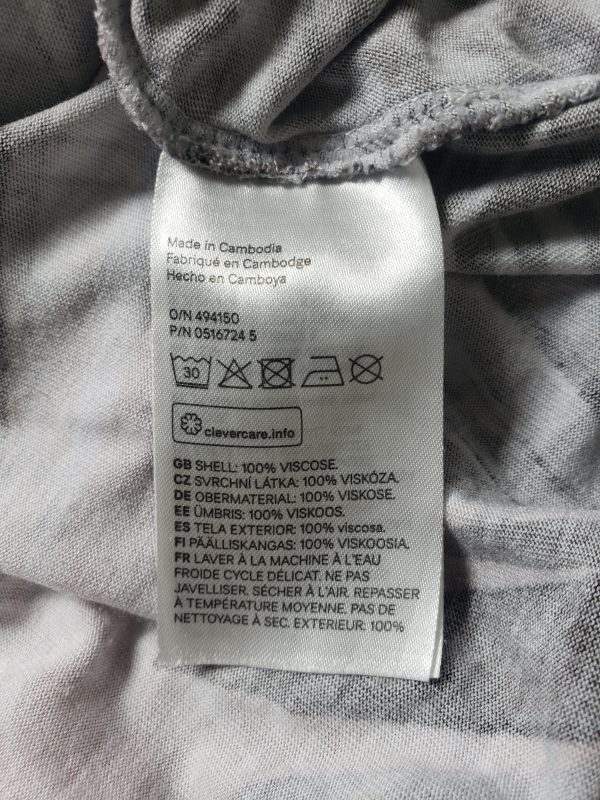 Made in Cambodia
Fabriqué en Cambodge
Hecho en Camboya
O/N 494150
P/N 0516724 5
30
clevercare.info
GB SHELL: 100% VISCOSE.
CZ SVRCHNÍ LÁTKA: 100% VISKÓZA.
DE OBERMATERIAL: 100% VISKOSE.
EE ÜMBRIS: 100% VISKOOS.
ES TELA EXTERIOR: 100% viscosa.
FI PÄÄLLISKANGAS: 100% VISKOOSIA.
FR LAVER À LA MACHINE À L'EAU
FROIDE CYCLE DÉLICAT. NE PAS
JAVELLISER. SÉCHER À L'AIR. REPASSER
À TEMPÉRATURE MOYENNE. PAS DE
NETTOYAGE À SEC. EXTERIEUR: 100%